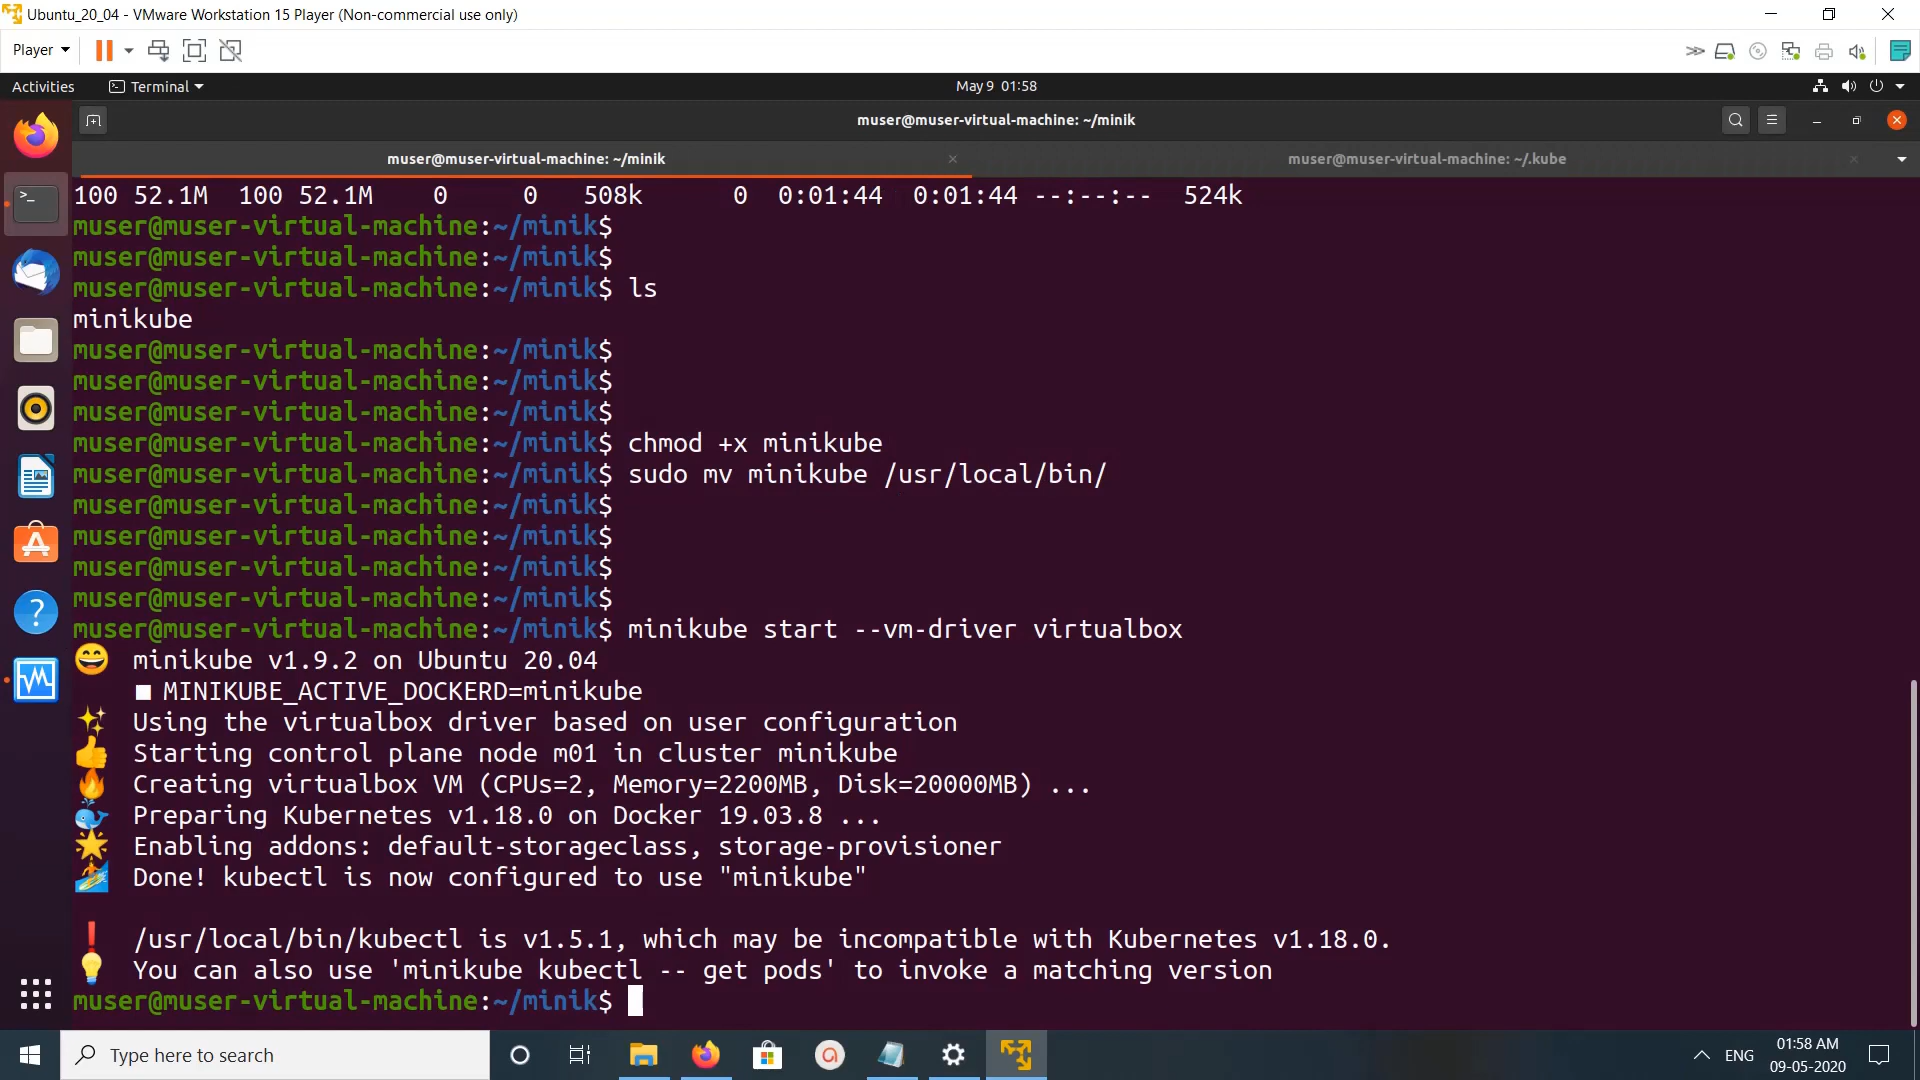 Ubuntu_20_04 - VMware Workstation 15 Player (Non-commercial use only)
Player
Activities
Terminal
May 9 01:58
muser@muser-virtual-machine: ~/minik
muser@muser-virtual-machine: ~/minik
muser@muser-virtual-machine: ~/.kube
100 52.1M  100 52.1M    0     0   508k      0  0:01:44  0:01:44 --:--:--  524k
muser@muser-virtual-machine:~/minik$
muser@muser-virtual-machine:~/minik$
muser@muser-virtual-machine:~/minik$ ls
minikube
muser@muser-virtual-machine:~/minik$
muser@muser-virtual-machine:~/minik$
muser@muser-virtual-machine:~/minik$
muser@muser-virtual-machine:~/minik$ chmod +x minikube
muser@muser-virtual-machine:~/minik$ sudo mv minikube /usr/local/bin/
muser@muser-virtual-machine:~/minik$
muser@muser-virtual-machine:~/minik$
muser@muser-virtual-machine:~/minik$
muser@muser-virtual-machine:~/minik$
muser@muser-virtual-machine:~/minik$ minikube start --vm-driver virtualbox
minikube v1.9.2 on Ubuntu 20.04
MINIKUBE_ACTIVE_DOCKERD=minikube
Using the virtualbox driver based on user configuration
Starting control plane node m01 in cluster minikube
Creating virtualbox VM (CPUs=2, Memory=2200MB, Disk=20000MB) ...
Preparing Kubernetes v1.18.0 on Docker 19.03.8 ...
Enabling addons: default-storageclass, storage-provisioner
Done! kubectl is now configured to use "minikube"
/usr/local/bin/kubectl is v1.5.1, which may be incompatible with Kubernetes v1.18.0.
You can also use 'minikube kubectl -- get pods' to invoke a matching version
muser@muser-virtual-machine:~/minik$
Type here to search
ENG
01:58 AM
09-05-2020